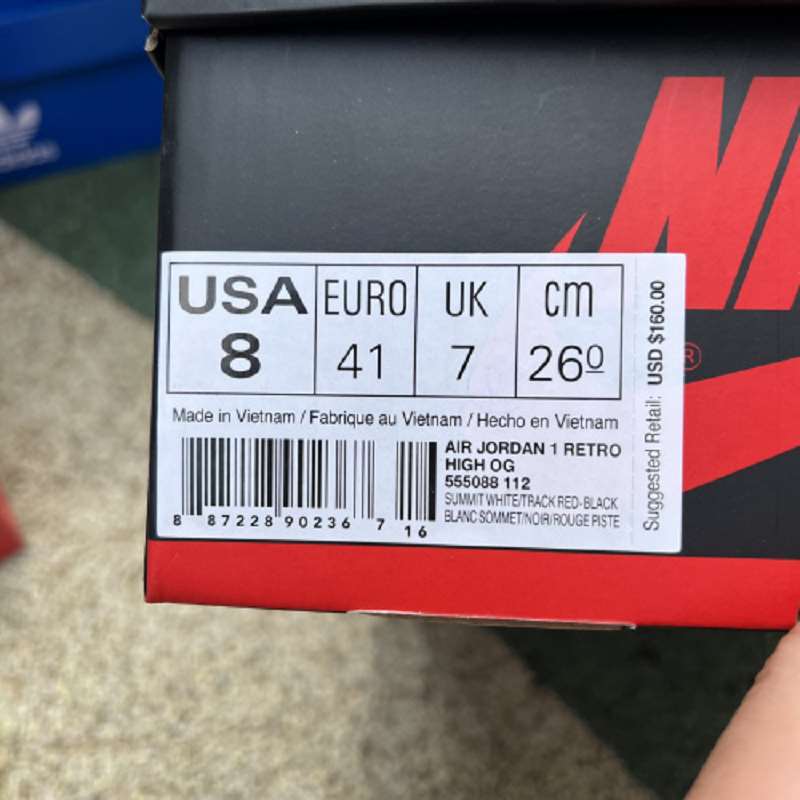 USA EURO UK cm
8 41 7 26⁰
Made in Vietnam / Fabrique au Vietnam / Hecho en Vietnam
AIR JORDAN 1 RETRO
HIGH OG
555088 112
SUMMIT WHITE/TRACK RED-BLACK
BLANC SOMMET/NOIR/ROUGE PISTE
8 87228 90236 7 16
Suggested Retail: USD $160.00
NI
®